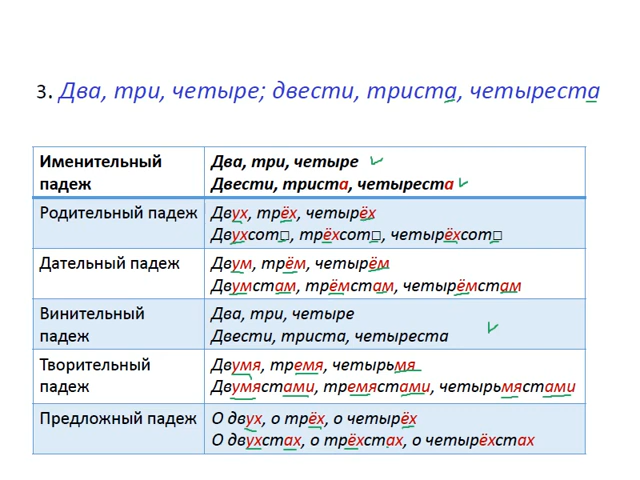 3. Два, три, четыре; двести, триста, четыреста
Именительный
падеж
Два, три, четыре
Двести, триста, четыреста
Родительный падеж
Двух, трёх, четырёх
Двухсот□, трёхсот□, четырёхсот□
Дательный падеж
Двум, трём, четырём
Двумстам, трёмстам, четырёмстам
Винительный
падеж
Два, три, четыре
Двести, триста, четыреста
Творительный
падеж
Двумя, тремя, четырьмя
Двумястами, тремястами, четырьмястами
Предложный падеж
О двух, о трёх, о четырёх
О двухстах, о трёхстах, о четырёхстах